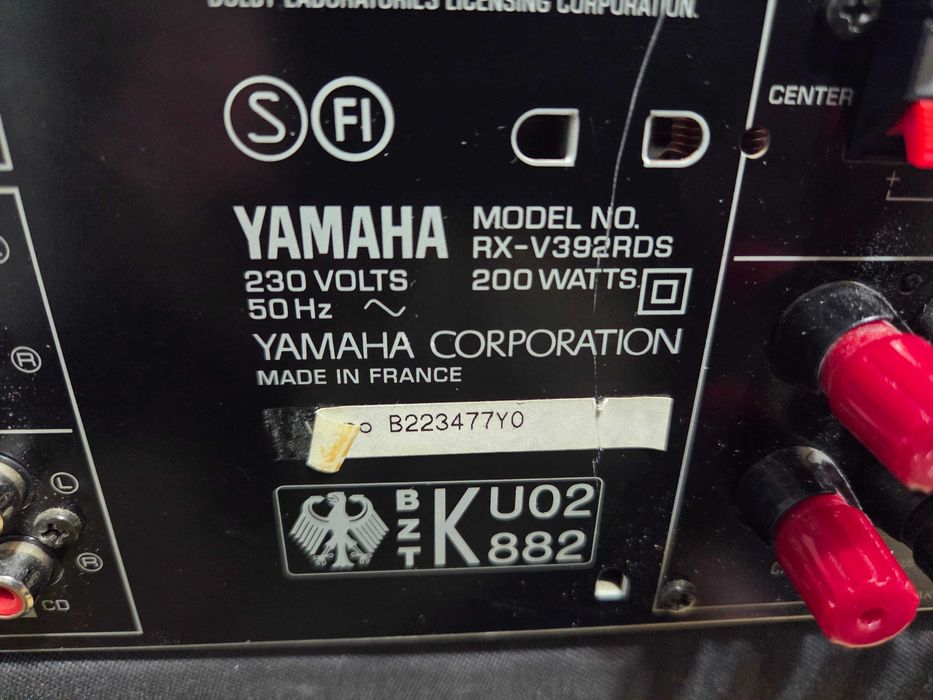 DOLBY LABORATORIES LICENSING CORPORATION.
S FI
CENTER
+
YAMAHA
MODEL NO.
RX-V392RDS
230 VOLTS
200 WATTS
50 Hz ~
YAMAHA CORPORATION
MADE IN FRANCE
B223477Y0
BZT K U02
882
R
L
R
CD